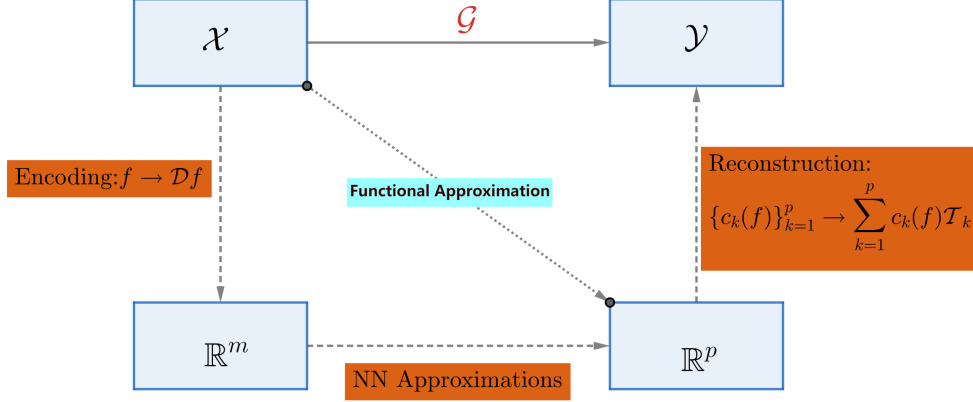 𝒳
𝒢
𝒴
Encoding:f → 𝒟f
Functional Approximation
Reconstruction:
{c_k(f)}_{k=1}^p → ∑_{k=1}^p c_k(f)𝒯_k
ℝ^m
NN Approximations
ℝ^p